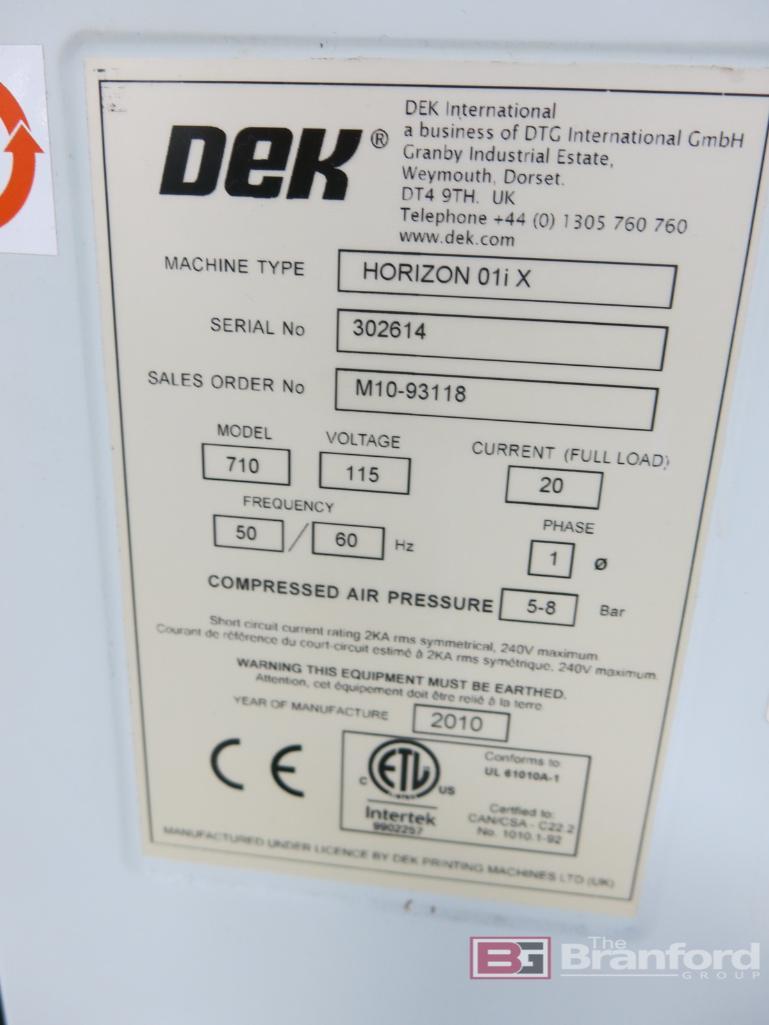 DEK®
DEK International
a business of DTG International GmbH
Granby Industrial Estate,
Weymouth, Dorset.
DT4 9TH. UK
Telephone +44 (0) 1305 760 760
www.dek.com
MACHINE TYPE HORIZON 01i X
SERIAL No 302614
SALES ORDER No M10-93118
MODEL VOLTAGE CURRENT (FULL LOAD)
710 115 20
FREQUENCY PHASE
50 / 60 Hz 1 Ø
COMPRESSED AIR PRESSURE 5-8 Bar
Short circuit current rating 2KA rms symmetrical, 240V maximum
Courant de référence du court-circuit estimé à 2KA rms symétrique, 240V maximum.
WARNING THIS EQUIPMENT MUST BE EARTHED.
Attention, cet équipement doit être relié à la terre
YEAR OF MANUFACTURE 2010
CE
C ETL US
Intertek
9902257
Conforms to:
UL 61010A-1
Certified to:
CAN/CSA - C22.2
No. 1010.1-92
MANUFACTURED UNDER LICENCE BY DEK PRINTING MACHINES LTD (UK)
BG The Branford
GROUP